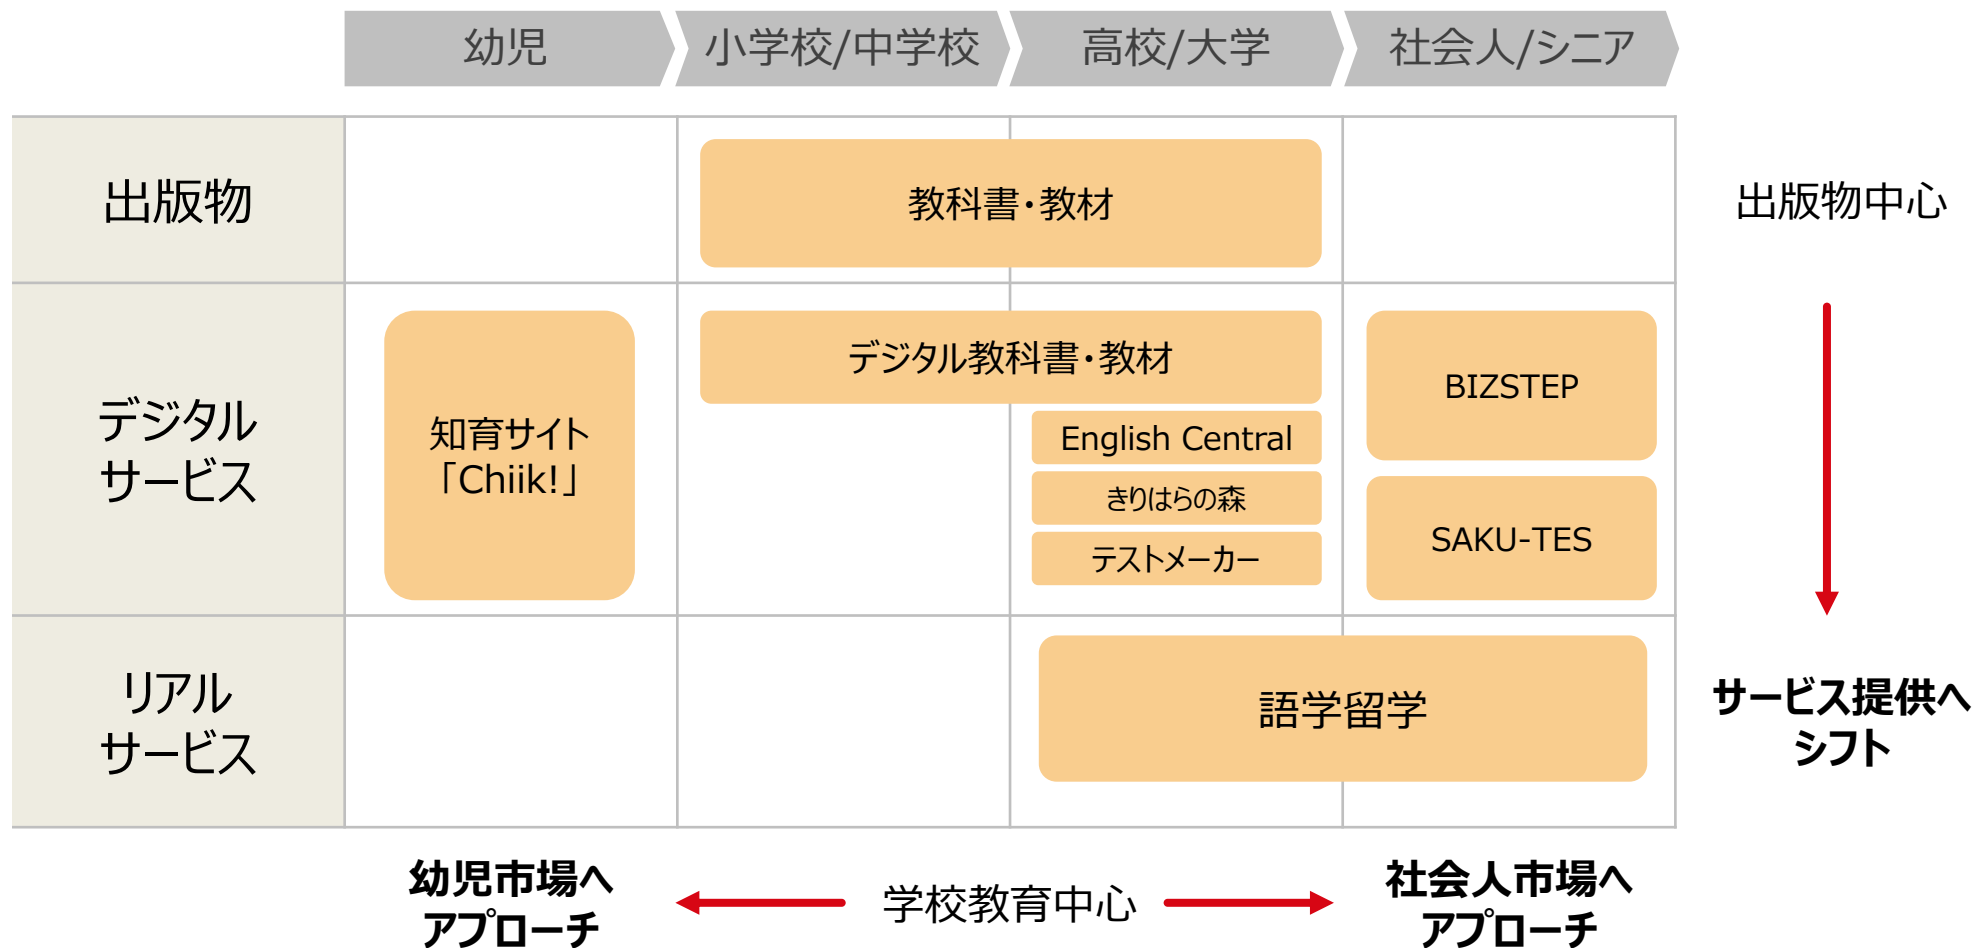 幼児
小学校/中学校
高校/大学
社会人/シニア
出版物
教科書・教材
出版物中心
デジタル
サービス
知育サイト
「Chiik!」
デジタル教科書・教材
English Central
きりはらの森
テストメーカー
BIZSTEP
SAKU-TES
リアル
サービス
語学留学
サービス提供へ
シフト
幼児市場へ
アプローチ
学校教育中心
社会人市場へ
アプローチ